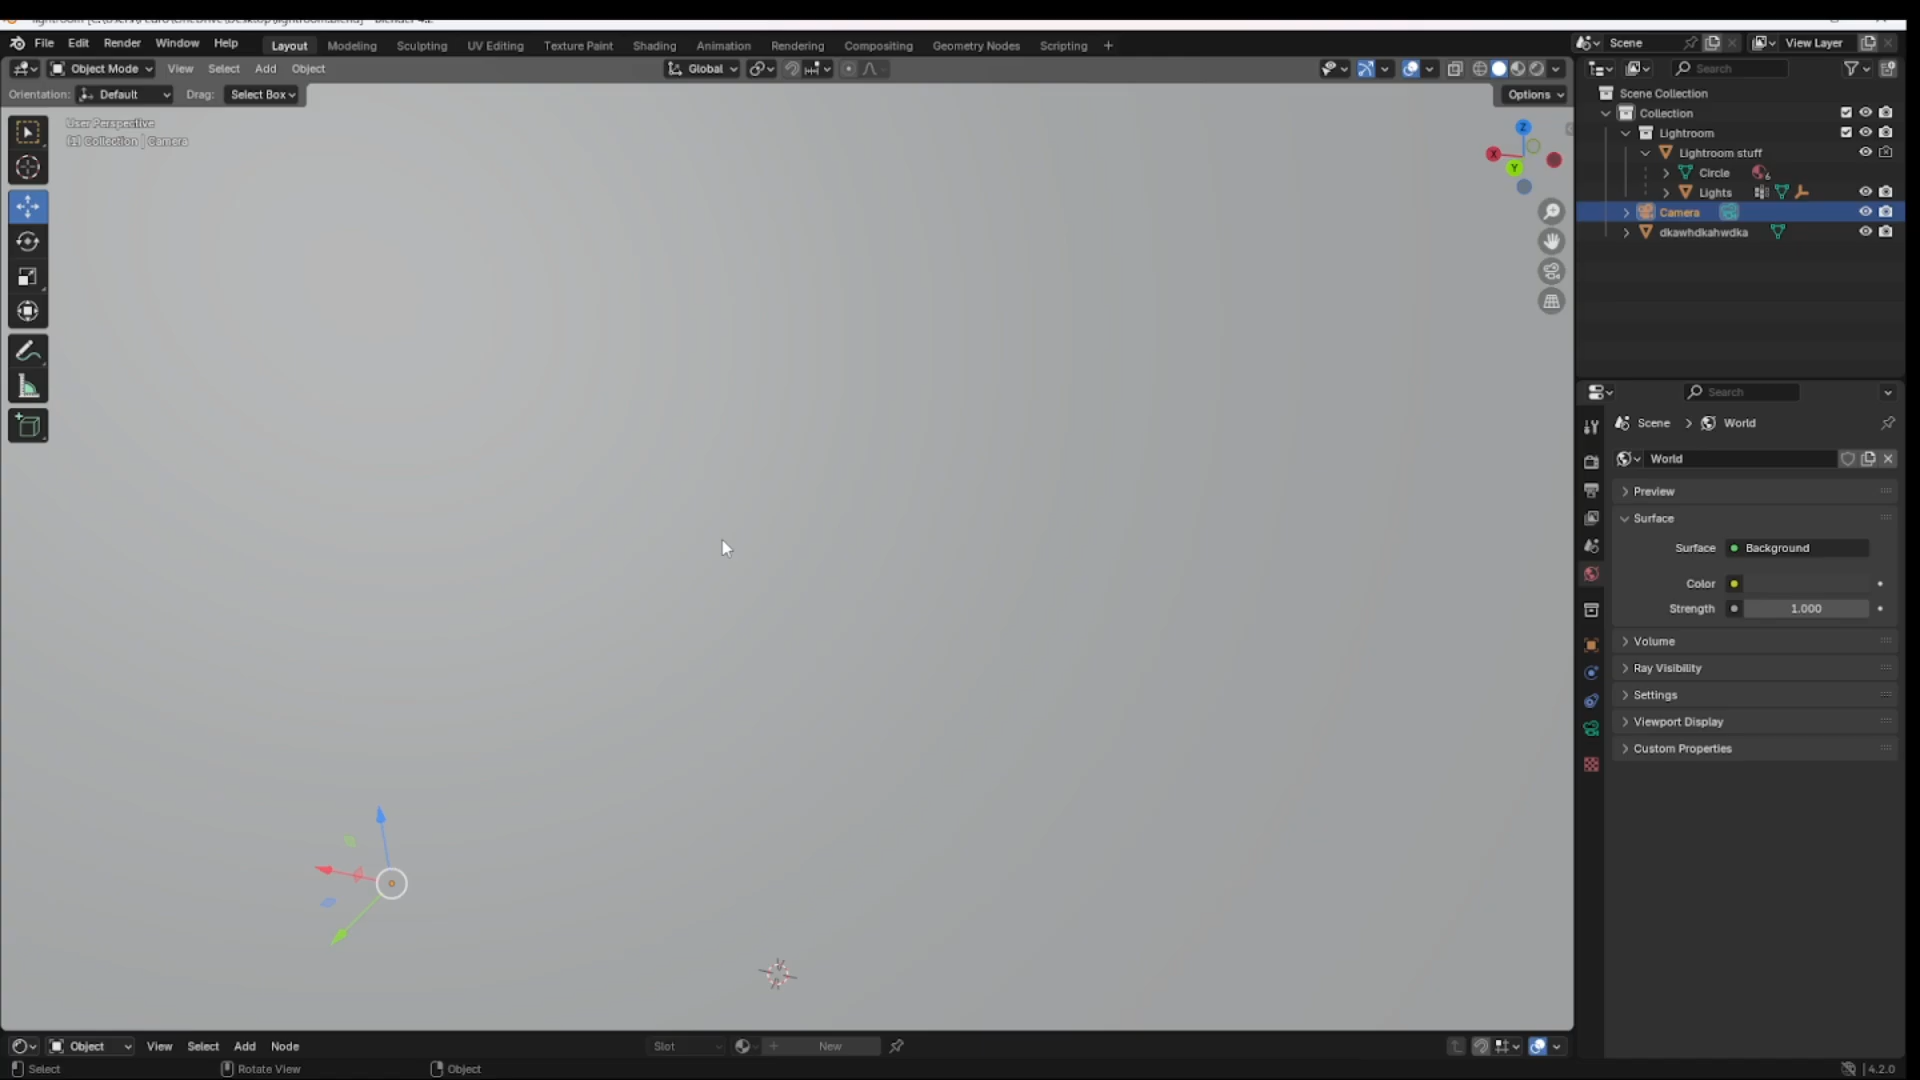 File Edit Render Window Help Layout Modeling Sculpting UV Editing Texture Paint Shading Animation Rendering Compositing Geometry Nodes Scripting + Scene View Layer
Object Mode View Select Add Object Global Search
Orientation: Default Drag: Select Box Options
Scene Collection
Collection
Lightroom
Lightroom stuff
Circle
6
Lights
Camera
dkawhdkahwdka
User Perspective
(1) Collection | Camera
Z
X
Y
Search
Scene > World
World
Preview
Surface
Surface Background
Color
Strength 1.000
Volume
Ray Visibility
Settings
Viewport Display
Custom Properties
Object View Select Add Node Slot New
Select Rotate View Object 4.2.0